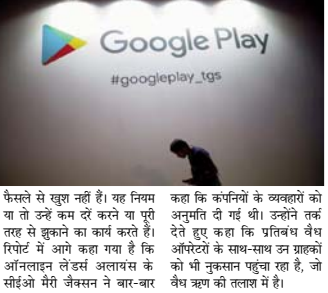 Google Play
#googleplay_tgs
फैसले से खुश नहीं हैं। यह नियम
या तो उन्हें कम दरें करने या पूरी
तरह से झुकाने का कार्य करते हैं।
रिपोर्ट में आगे कहा गया है कि
ऑनलाइन लेंडर्स अलायंस के
सीईओ मैरी जैक्सन ने बार-बार
कहा कि कंपनियों के व्यवहारों को
अनुमति दी गई थी। उन्होंने तर्क
देते हुए कहा कि प्रतिबंध वैध
ऑपरेटरों के साथ-साथ उन ग्राहकों
को भी नुकसान पहुंचा रहा है, जो
वैध ऋण की तलाश में है।